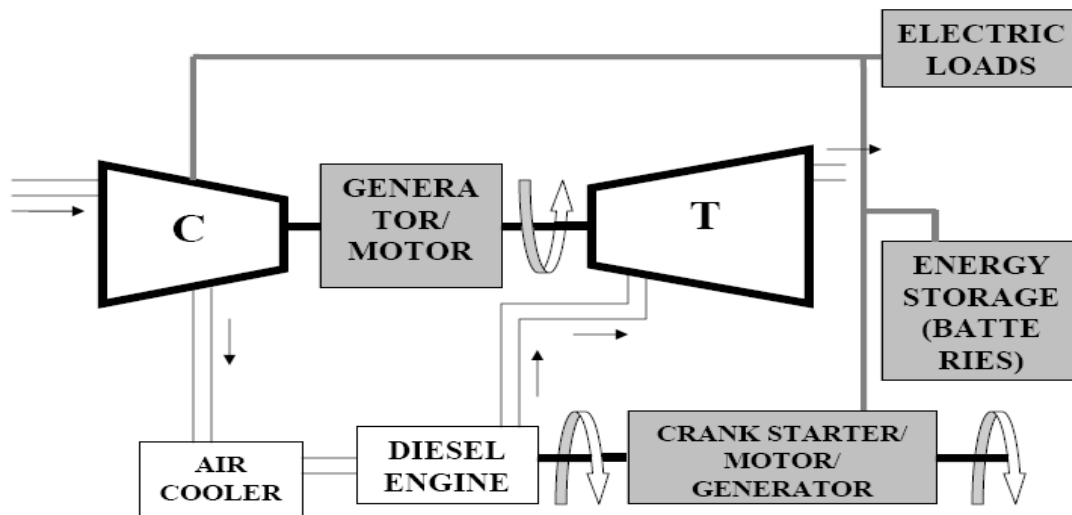 ELECTRIC
LOADS
C
GENERA
TOR/
MOTOR
T
ENERGY
STORAGE
(BATTE
RIES)
AIR
COOLER
DIESEL
ENGINE
CRANK STARTER/
MOTOR/
GENERATOR